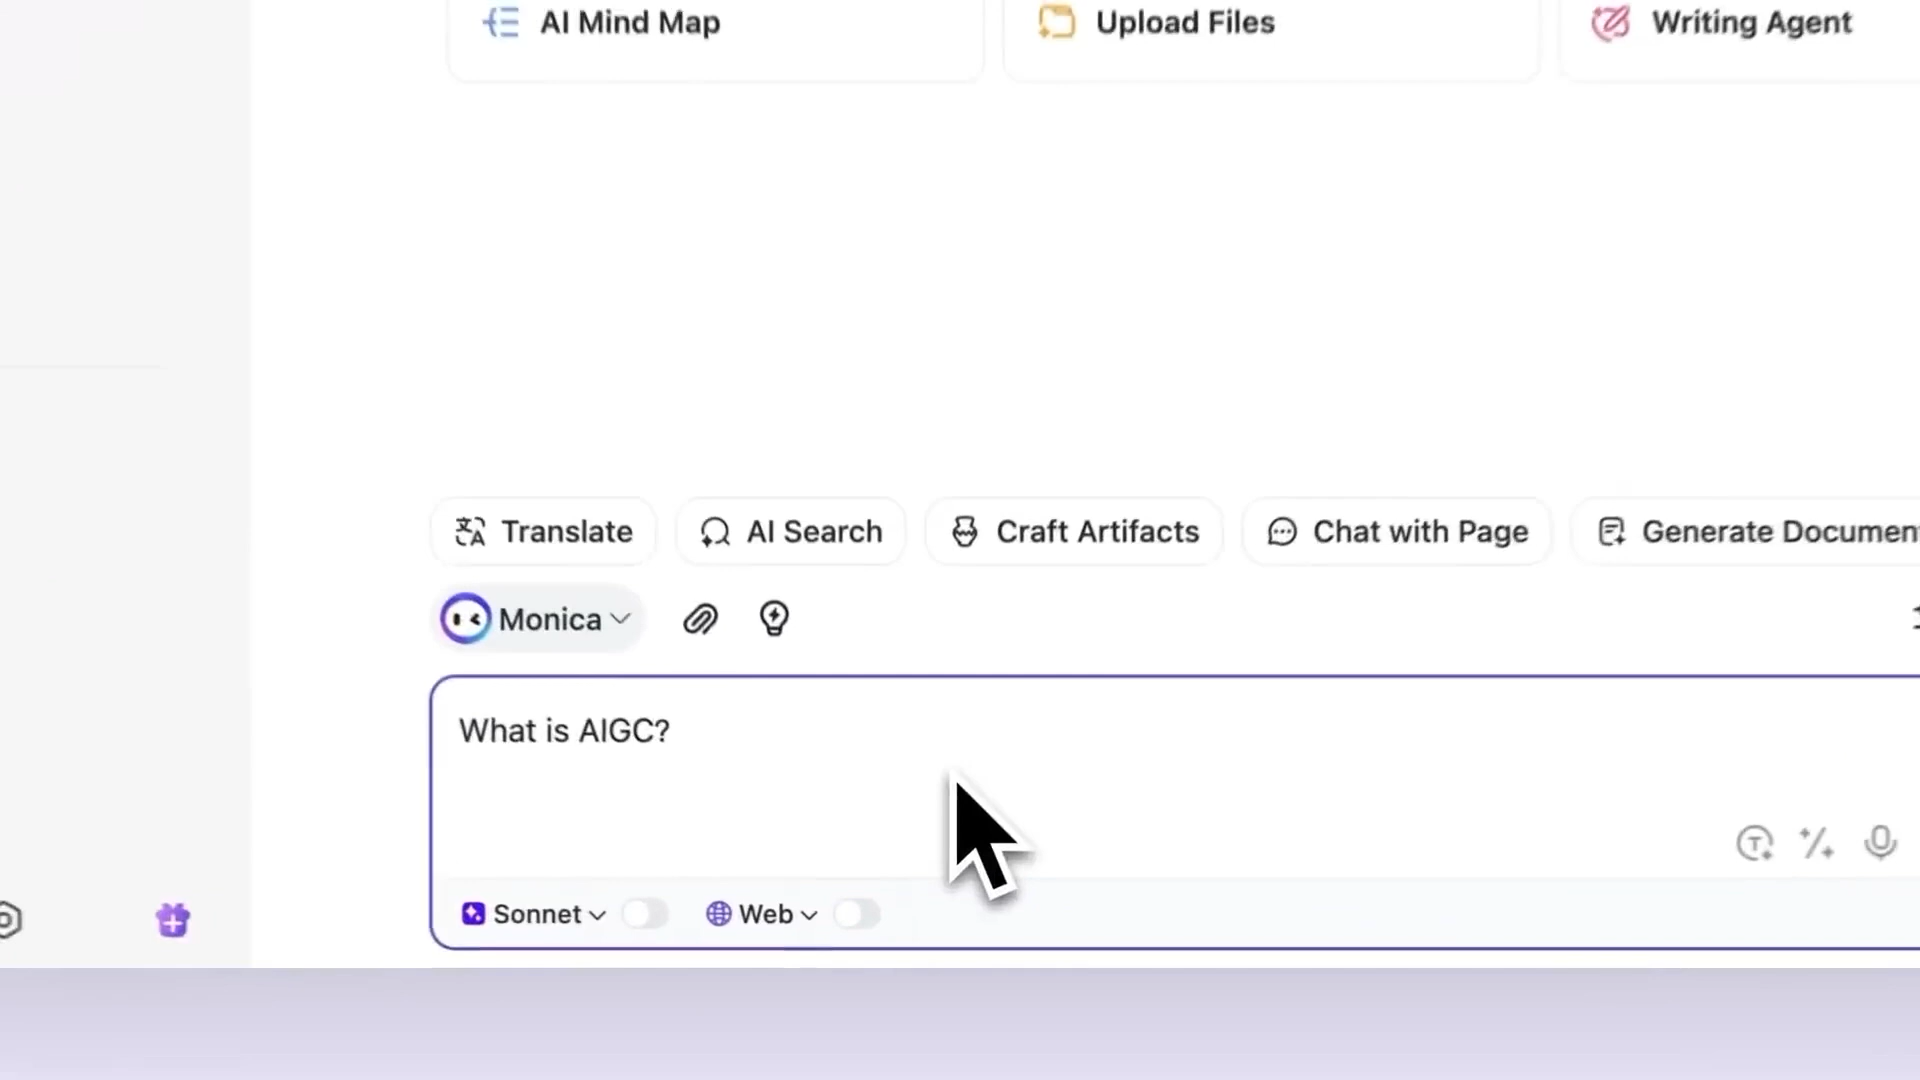 AI Mind Map
Upload Files
Writing Agent
Translate
AI Search
Craft Artifacts
Chat with Page
Generate Documen
Monica
What is AIGC?
Sonnet
Web